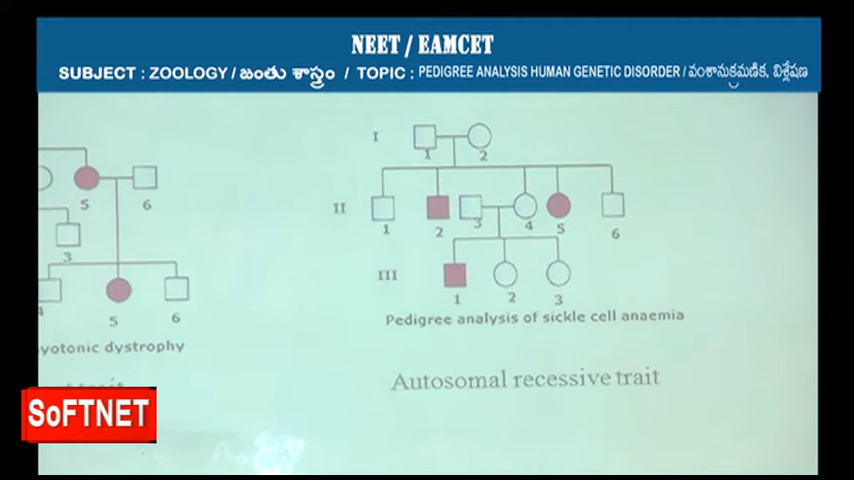 NEET / EAMCET
SUBJECT : ZOOLOGY / జంతు శాస్త్రం / TOPIC : PEDIGREE ANALYSIS HUMAN GENETIC DISORDER / వంశానుక్రమణిక, విశ్లేషణ
I
1 2
5 6
II
1 2 3 4 5 6
3
III
1 2 3
5 6
Pedigree analysis of sickle cell anaemia
yotonic dystrophy
Autosomal recessive trait
trait
SoFTNET